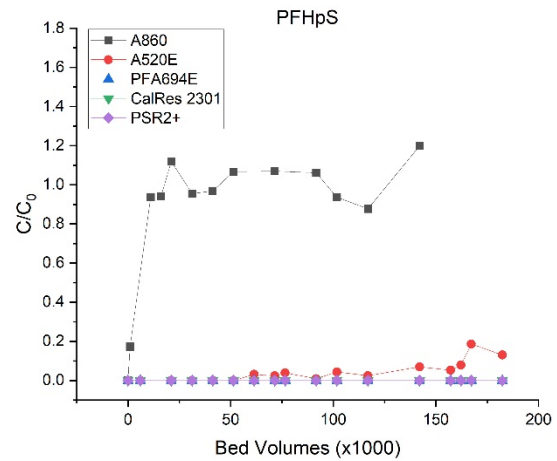 PFHpS
A860
A520E
PFA694E
CalRes 2301
PSR2+
1.8
1.6
1.4
1.2
1.0
0.8
0.6
0.4
0.2
0.0
C/C₀
0 50 100 150 200
Bed Volumes (x1000)